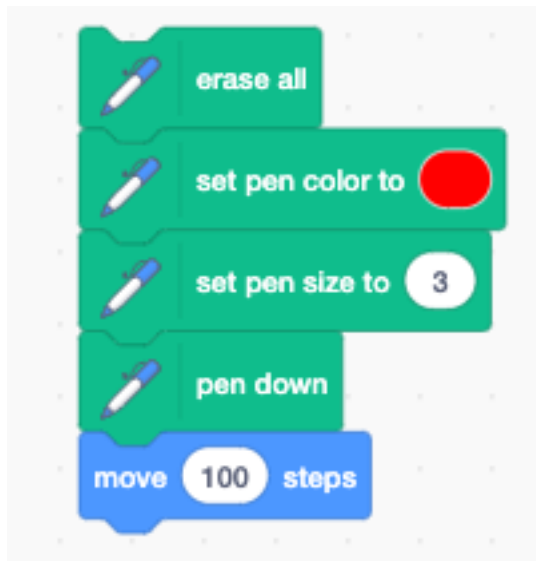 erase all
set pen color to
set pen size to 3
pen down
move 100 steps